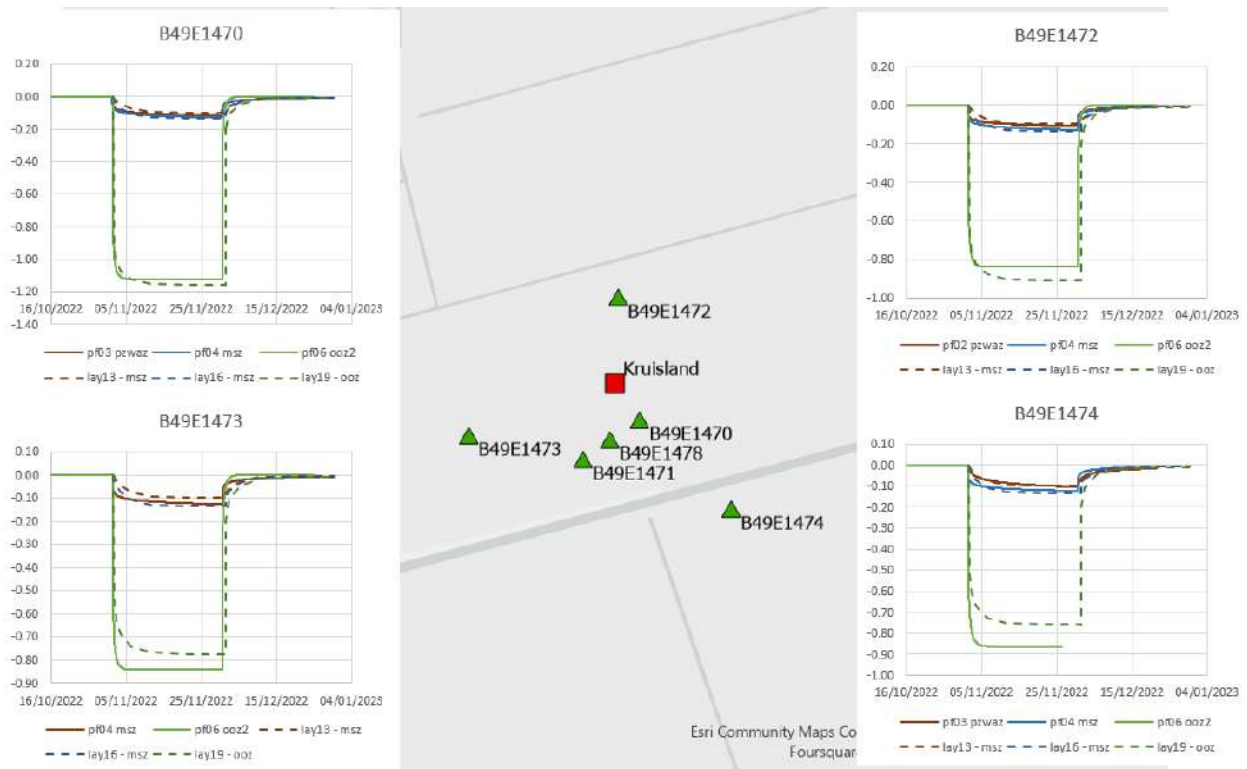 B49E1470
0.20
0.00
-0.20
-0.40
-0.60
-0.80
-1.00
-1.20
-1.40
16/10/2022 05/11/2022 25/11/2022 15/12/2022 04/01/2023
pf03 pzwaz pf04 msz pf06 ooz2
lay13 - msz lay16 - msz lay19 - ooz
B49E1473
0.10
0.00
-0.10
-0.20
-0.30
-0.40
-0.50
-0.60
-0.70
-0.80
-0.90
16/10/2022 05/11/2022 25/11/2022 15/12/2022 04/01/2023
pf04 msz pf06 ooz2 lay13 - msz
lay16 - msz lay19 - ooz
B49E1472
Kruisland
B49E1470
B49E1473
B49E1478
B49E1471
B49E1474
Esri Community Maps Co
Foursquar
B49E1472
0.20
0.00
-0.20
-0.40
-0.60
-0.80
-1.00
16/10/2022 05/11/2022 25/11/2022 15/12/2022 04/01/2023
pf02 pzwaz pf04 msz pf06 ooz2
lay13 - msz lay16 - msz lay19 - ooz
B49E1474
0.10
0.00
-0.10
-0.20
-0.30
-0.40
-0.50
-0.60
-0.70
-0.80
-0.90
-1.00
16/10/2022 05/11/2022 25/11/2022 15/12/2022 04/01/2023
pf03 pzwaz pf04 msz pf06 ooz2
lay13 - msz lay16 - msz lay19 - ooz